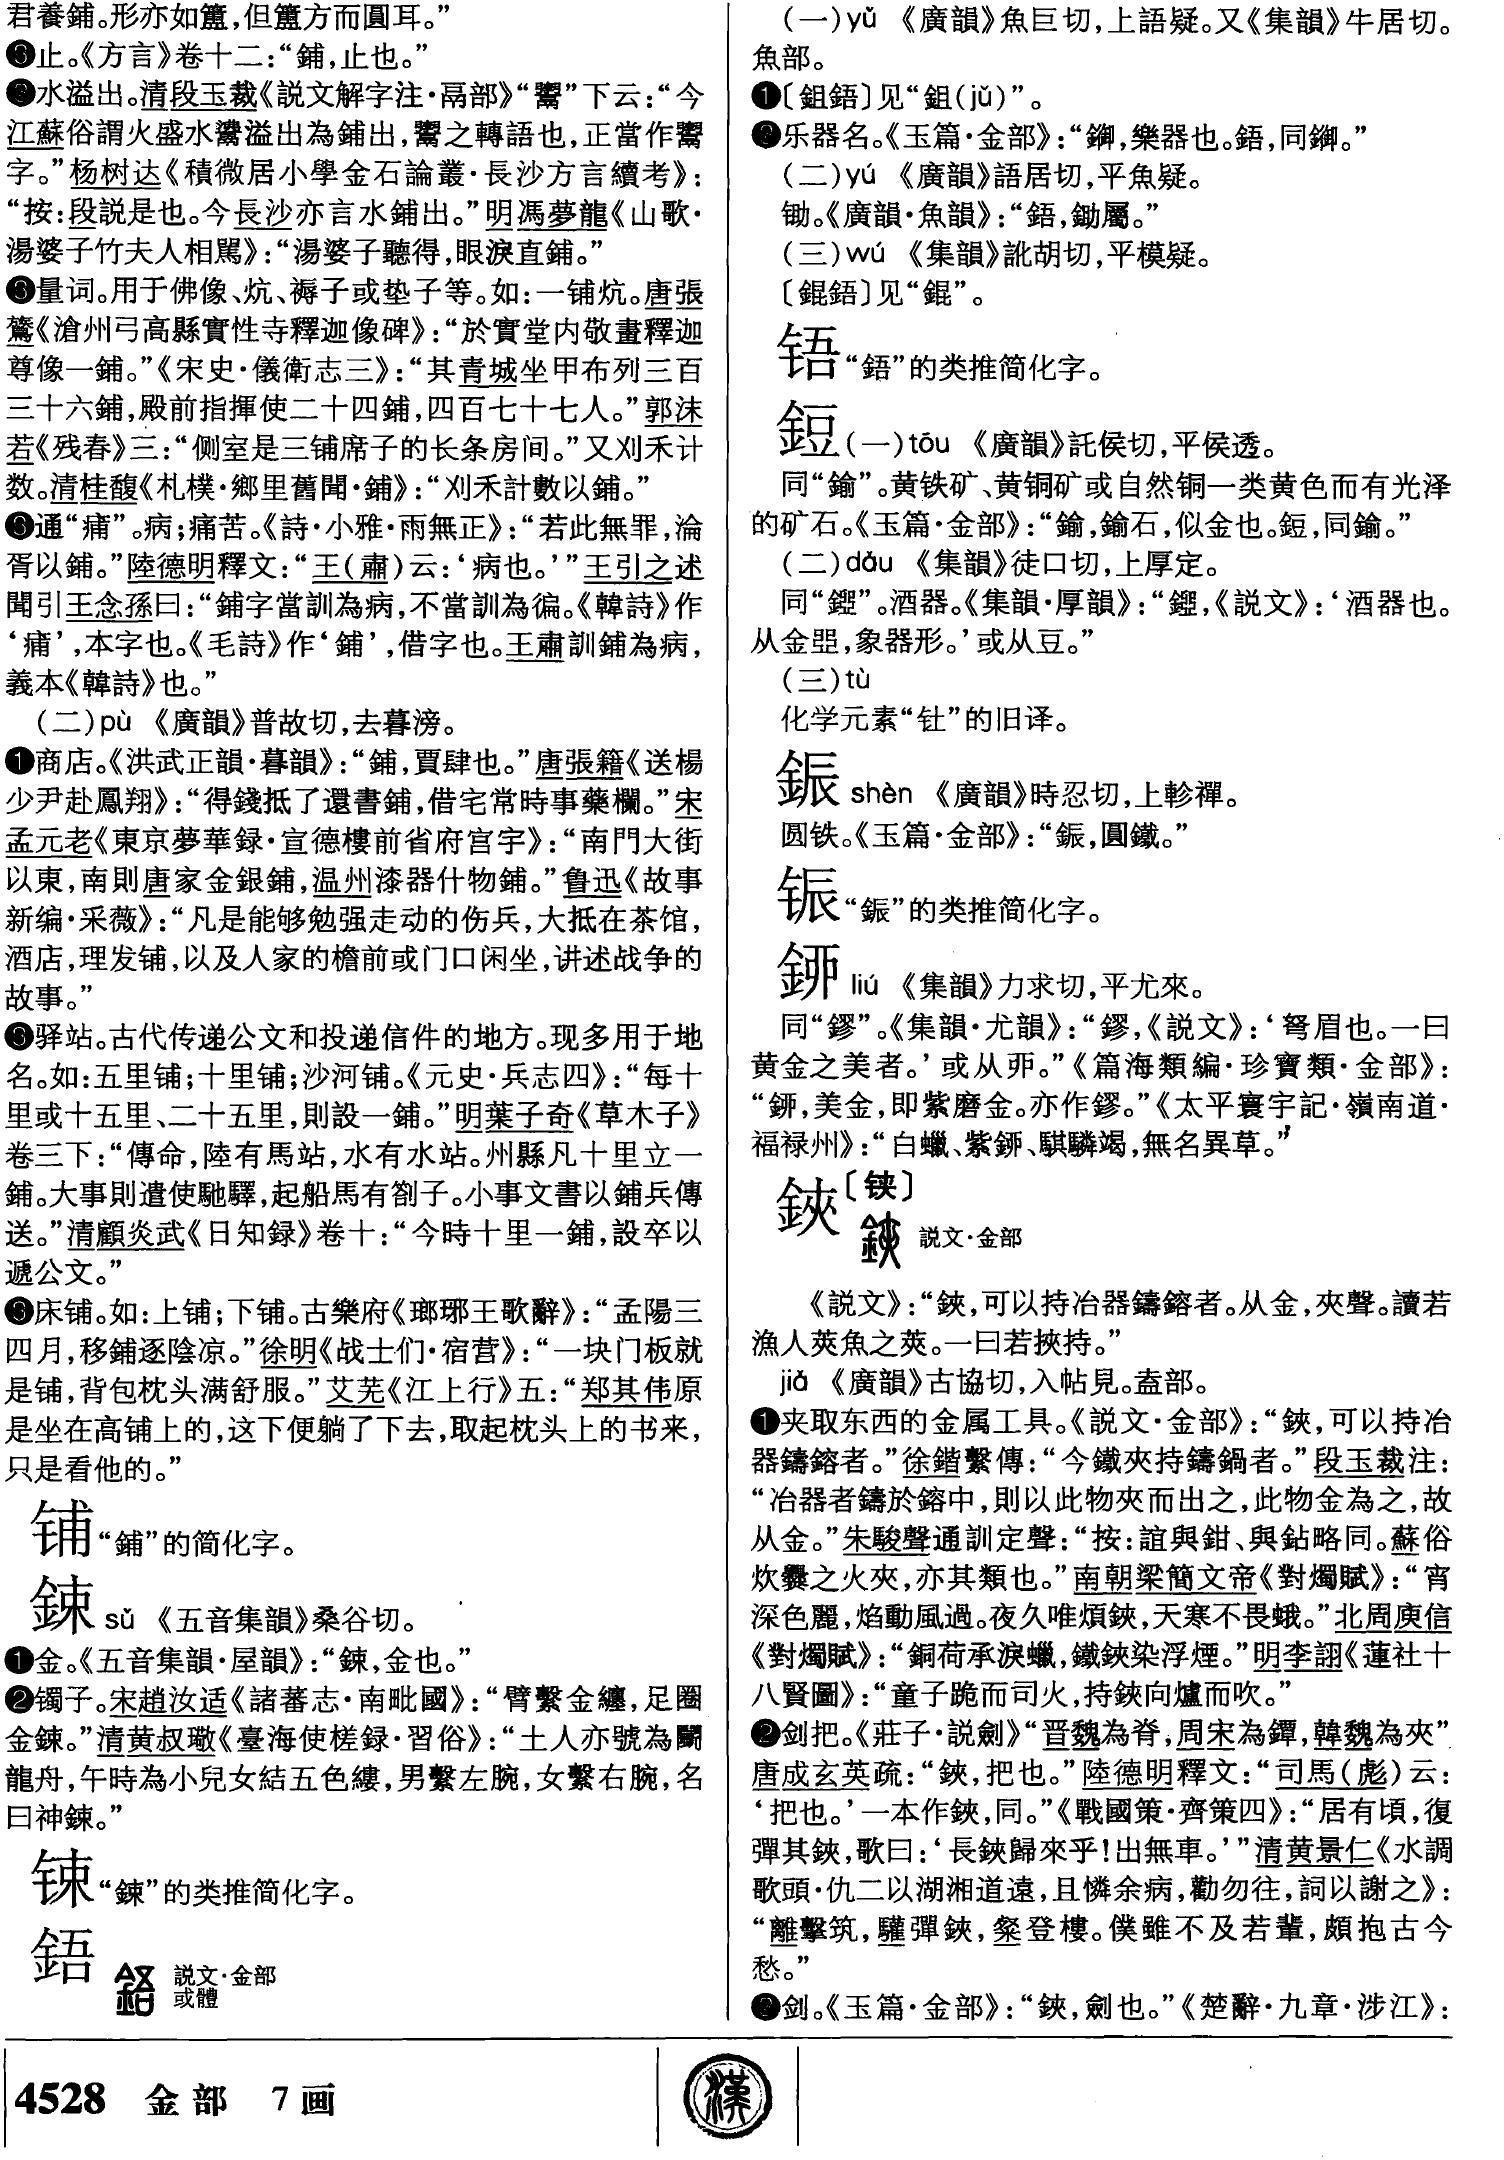 君養鋪。形亦如簠,但簠方而圓耳。”
❻止。《方言》卷十二:“鋪,止也。”
水溢出。清段玉裁《説文解字注·鬲部》“鬻”下云:“今
江蘇俗謂火盛水灒溢出為鋪出,鬻之轉語也,正當作鬻
字。”杨树达《積微居小學金石論叢·長沙方言續考》:
“按:段説是也。今長沙亦言水鋪出。”明馮夢龍《山歌·
湯婆子竹夫人相駡》:“湯婆子聽得,眼淚直鋪。”
量词。用于佛像、炕、褥子或垫子等。如:一铺炕。唐張
鷟《滄州弓高縣實性寺釋迦像碑》:“於實堂内敬畫釋迦
尊像一鋪。”《宋史·儀衛志三》:“其青城坐甲布列三百
三十六鋪,殿前指揮使二十四鋪,四百七十七人。”郭沫
若《残春》三:“侧室是三铺席子的长条房间。”又刈禾计
数。清桂馥《札樸·鄉里舊聞·鋪》:“刈禾計數以鋪。”
通“痡”。病;痛苦。《詩·小雅·雨無正》:“若此無罪,淪
胥以鋪。”陸德明釋文:“王(肅)云:‘病也。’”王引之述
聞引王念孫曰:“鋪字當訓為病,不當訓為徧。《韓詩》作
‘痡’,本字也。《毛詩》作‘鋪’,借字也。王肅訓鋪為病,
義本《韓詩》也。”
(二)pù 《廣韻》普故切,去暮滂。
❶商店。《洪武正韻·暮韻》:“鋪,賈肆也。”唐張籍《送楊
少尹赴鳳翔》:“得錢抵了還書鋪,借宅常時事藥欄。”宋
孟元老《東京夢華録·宣德樓前省府宫宇》:“南門大街
以東,南則唐家金銀鋪,温州漆器什物鋪。”鲁迅《故事
新编·采薇》:“凡是能够勉强走动的伤兵,大抵在茶馆,
酒店,理发铺,以及人家的檐前或门口闲坐,讲述战争的
故事。”
驿站。古代传递公文和投递信件的地方。现多用于地
名。如:五里铺;十里铺;沙河铺。《元史·兵志四》:“每十
里或十五里、二十五里,則設一鋪。”明葉子奇《草木子》
卷三下:“傳命,陸有馬站,水有水站。州縣凡十里立一
鋪。大事則遣使馳驛,起船馬有劄子。小事文書以鋪兵傳
送。”清顧炎武《日知録》卷十:“今時十里一鋪,設卒以
遞公文。”
❸床铺。如:上铺;下铺。古樂府《瑯琊王歌辭》:“孟陽三
四月,移鋪逐陰凉。”徐明《战士们·宿营》:“一块门板就
是铺,背包枕头满舒服。”艾芜《江上行》五:“郑其伟原
是坐在高铺上的,这下便躺了下去,取起枕头上的书来,
只是看他的。”
铺“鋪”的简化字。
鋉 sǔ 《五音集韻》桑谷切。
❶金。《五音集韻·屋韻》:“鋉,金也。”
❷镯子。宋趙汝适《諸蕃志·南毗國》:“臂繫金纏,足圈
金鋉。”清黄叔璥《臺海使槎録·習俗》:“土人亦號為鬭
龍舟,午時為小兒女結五色縷,男繫左腕,女繫右腕,名
曰神鋉。”
𫓩“鋉”的类推简化字。
鋙 説文·金部
或體
(一)yǔ 《廣韻》魚巨切,上語疑。又《集韻》牛居切。
魚部。
❶〔鉏鋙〕见“鉏(jǔ)”。
❷乐器名。《玉篇·金部》:“鋤,樂器也。鋙,同鋤。”
(二)yú 《廣韻》語居切,平魚疑。
锄。《廣韻·魚韻》:“鋙,鋤屬。”
(三)wú 《集韻》訛胡切,平模疑。
〔錕鋙〕见“錕”。
铻“鋙”的类推简化字。
鋀(一)tōu 《廣韻》託侯切,平侯透。
同“鍮”。黄铁矿、黄铜矿或自然铜一类黄色而有光泽
的矿石。《玉篇·金部》:“鍮,鍮石,似金也。鋀,同鍮。”
(二)dǒu 《集韻》徒口切,上厚定。
同“鋞”。酒器。《集韻·厚韻》:“鋞,《説文》:‘酒器也。
从金𠁁,象器形。’或从豆。”
(三)tù
化学元素“钍”的旧译。
鋠 shèn 《廣韻》時忍切,上軫禪。
圆铁。《玉篇·金部》:“鋠,圓鐵。”
𫓪“鋠”的类推简化字。
鉚 liú 《集韻》力求切,平尤來。
同“鏐”。《集韻·尤韻》:“鏐,《説文》:‘弩眉也。一曰
黄金之美者。’或从丣。”《篇海類編·珍寶類·金部》:
“鉚,美金,即紫磨金。亦作鏐。”《太平寰宇記·嶺南道·
福禄州》:“白蠟、紫鉚、騏驎竭,無名異草。”
鋏〔铗〕
説文·金部
《説文》:“鋏,可以持冶器鑄鎔者。从金,夾聲。讀若
漁人莢魚之莢。一曰若挾持。”
jiá 《廣韻》古協切,入帖見。盍部。
❶夹取东西的金属工具。《説文·金部》:“鋏,可以持冶
器鑄鎔者。”徐鍇繫傳:“今鐵夾持鑄鍋者。”段玉裁注:
“冶器者鑄於鎔中,則以此物夾而出之,此物金為之,故
从金。”朱駿聲通訓定聲:“按:誼與鉗、與鉆略同。蘇俗
炊爨之火夾,亦其類也。”南朝梁簡文帝《對燭賦》:“宵
深色麗,焰動風過。夜久唯煩鋏,天寒不畏蛾。”北周庾信
《對燭賦》:“銅荷承淚蠟,鐵鋏染浮煙。”明李詡《蓮社十
八賢圖》:“童子跪而司火,持鋏向爐而吹。”
❷剑把。《莊子·説劍》“晋魏為脊,周宋為鐔,韓魏為夾”
唐成玄英疏:“鋏,把也。”陸德明釋文:“司馬(彪)云:
‘把也。’一本作鋏,同。”《戰國策·齊策四》:“居有頃,復
彈其鋏,歌曰:‘長鋏歸來乎!出無車。’”清黄景仁《水調
歌頭·仇二以湖湘道遠,且憐余病,勸勿往,詞以謝之》:
“離擊筑,驩彈鋏,粲登樓。僕雖不及若輩,頗抱古今
愁。”
剑。《玉篇·金部》:“鋏,劍也。”《楚辭·九章·涉江》:
4528 金部 7画
漢